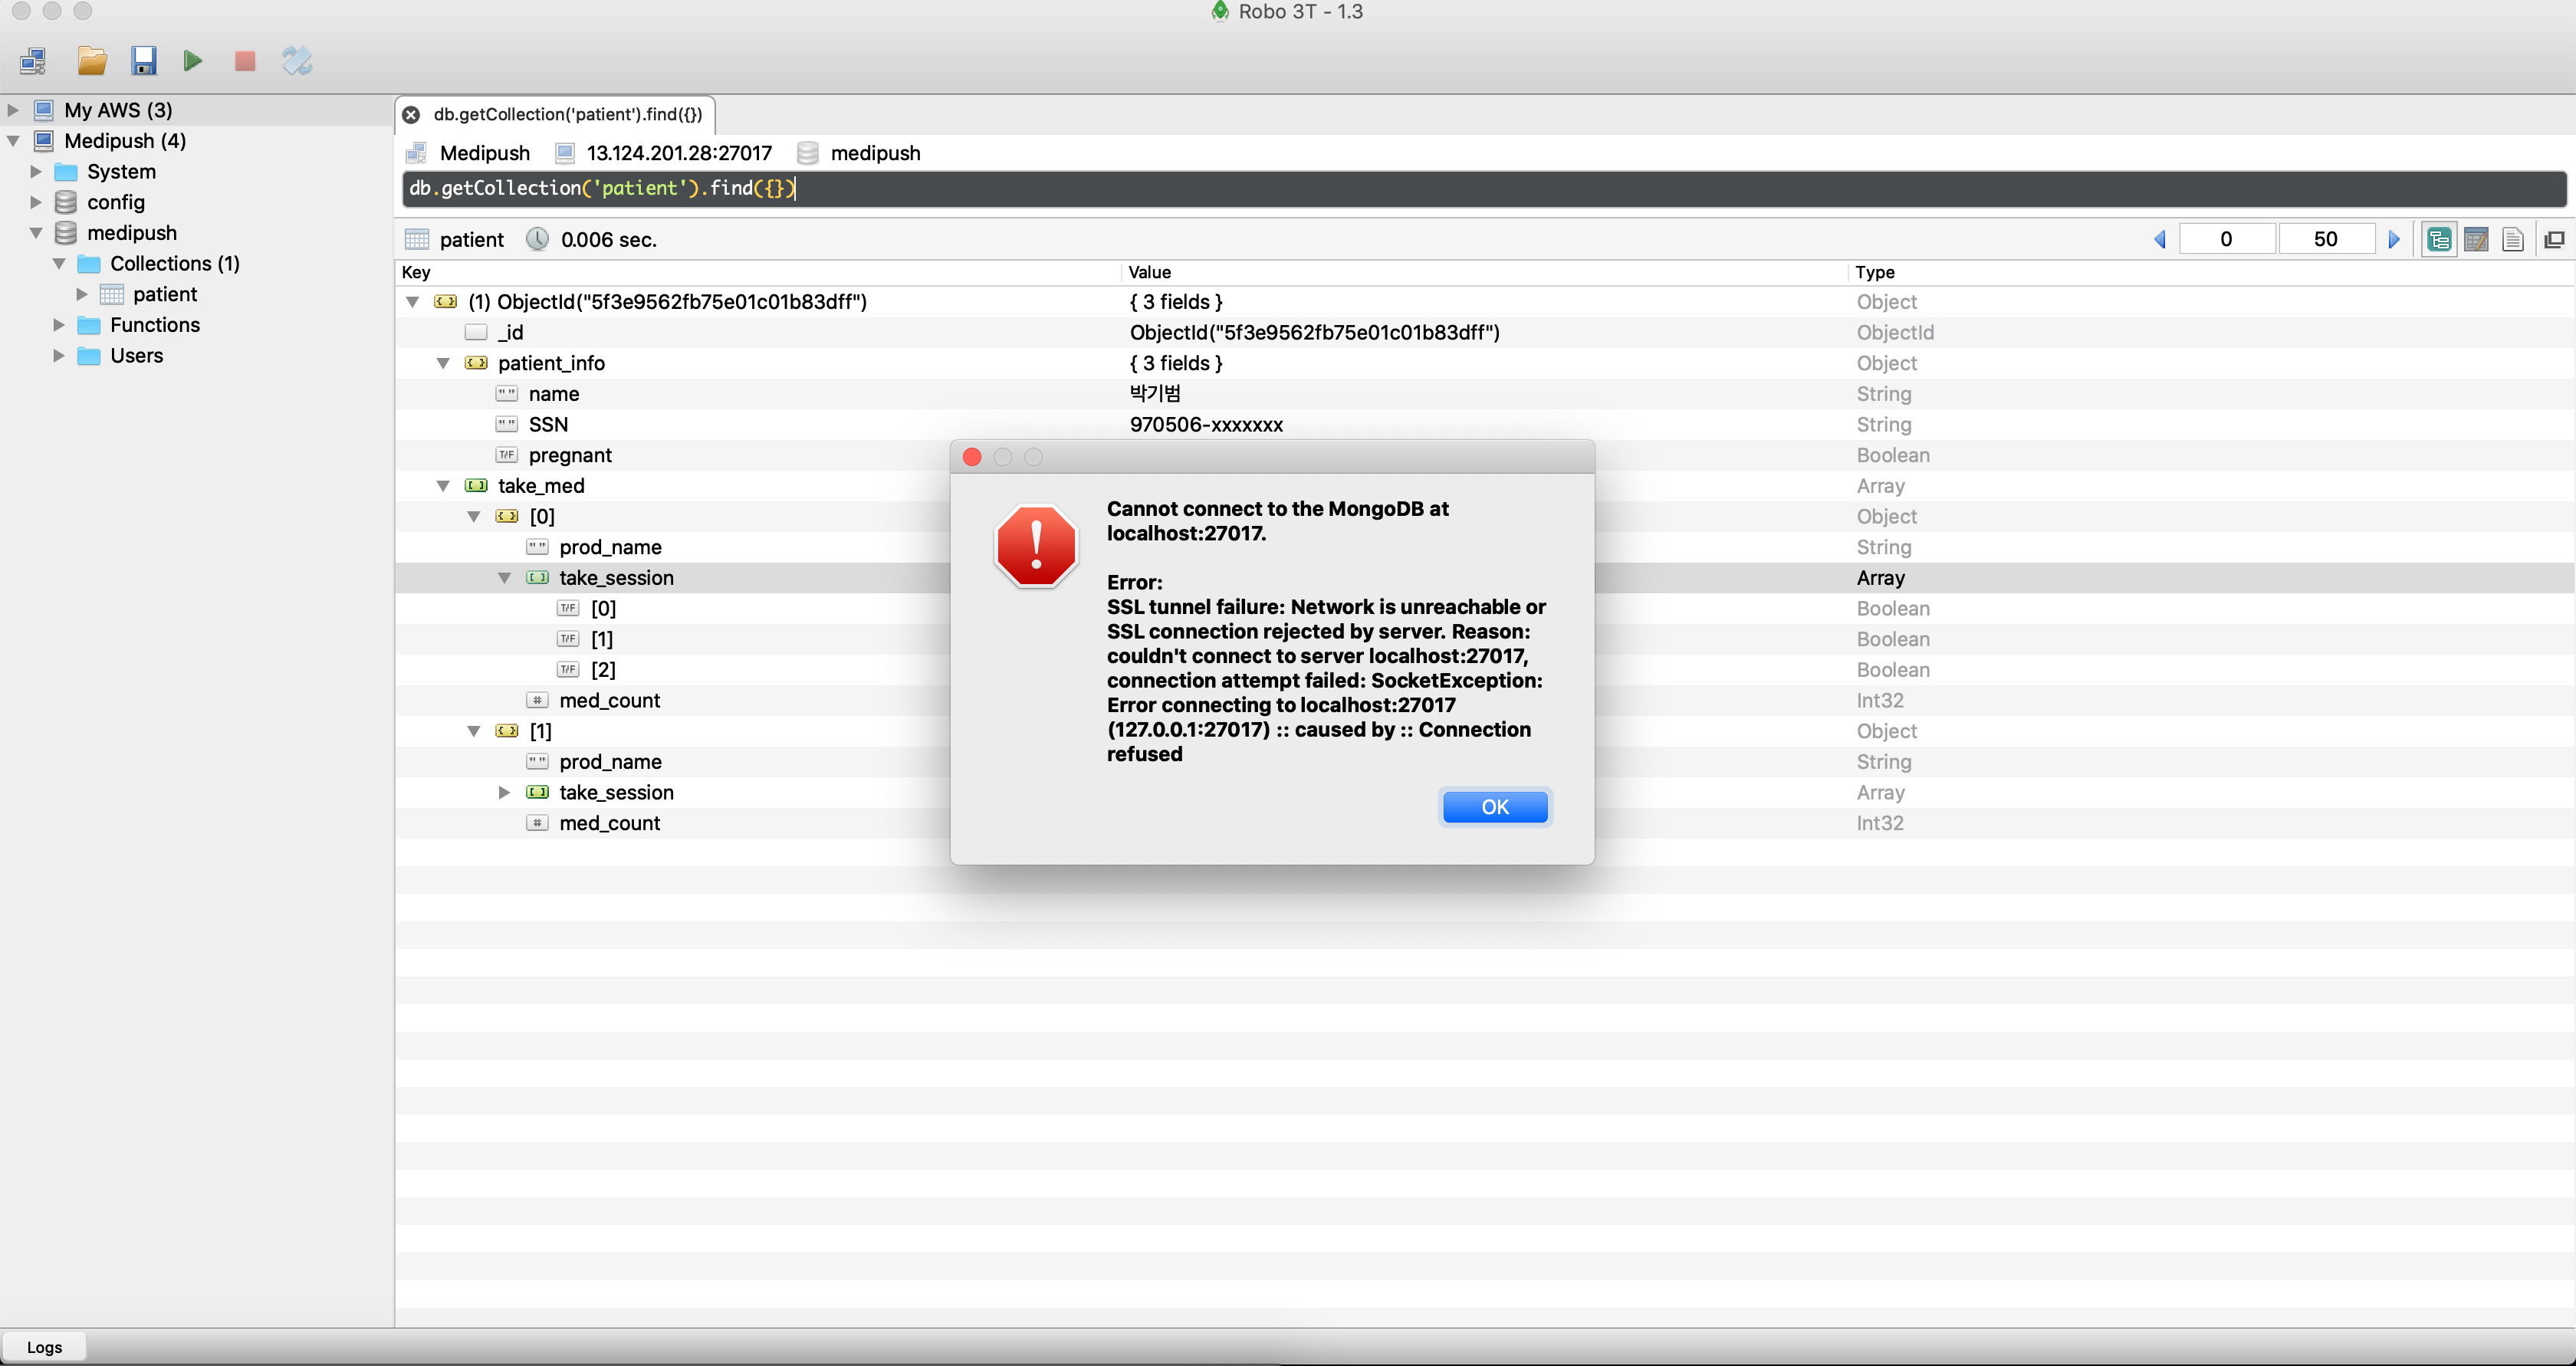 Robo 3T - 1.3
My AWS (3)
Medipush (4)
System
config
medipush
Collections (1)
patient
Functions
Users
db.getCollection('patient').find({})
Medipush 13.124.201.28:27017 medipush
db.getCollection('patient').find({})
patient 0.006 sec. 0 50
Key Value Type
(1) ObjectId("5f3e9562fb75e01c01b83dff") { 3 fields } Object
_id ObjectId("5f3e9562fb75e01c01b83dff") ObjectId
patient_info { 3 fields } Object
name 박기범 String
SSN 970506-xxxxxxx String
pregnant Boolean
take_med Array
[0] Object
prod_name String
take_session Array
[0] Boolean
[1] Boolean
[2] Boolean
med_count Int32
[1] Object
prod_name String
take_session Array
med_count Int32
Cannot connect to the MongoDB at
localhost:27017.
Error:
SSL tunnel failure: Network is unreachable or
SSL connection rejected by server. Reason:
couldn't connect to server localhost:27017,
connection attempt failed: SocketException:
Error connecting to localhost:27017
(127.0.0.1:27017) :: caused by :: Connection
refused
OK
Logs